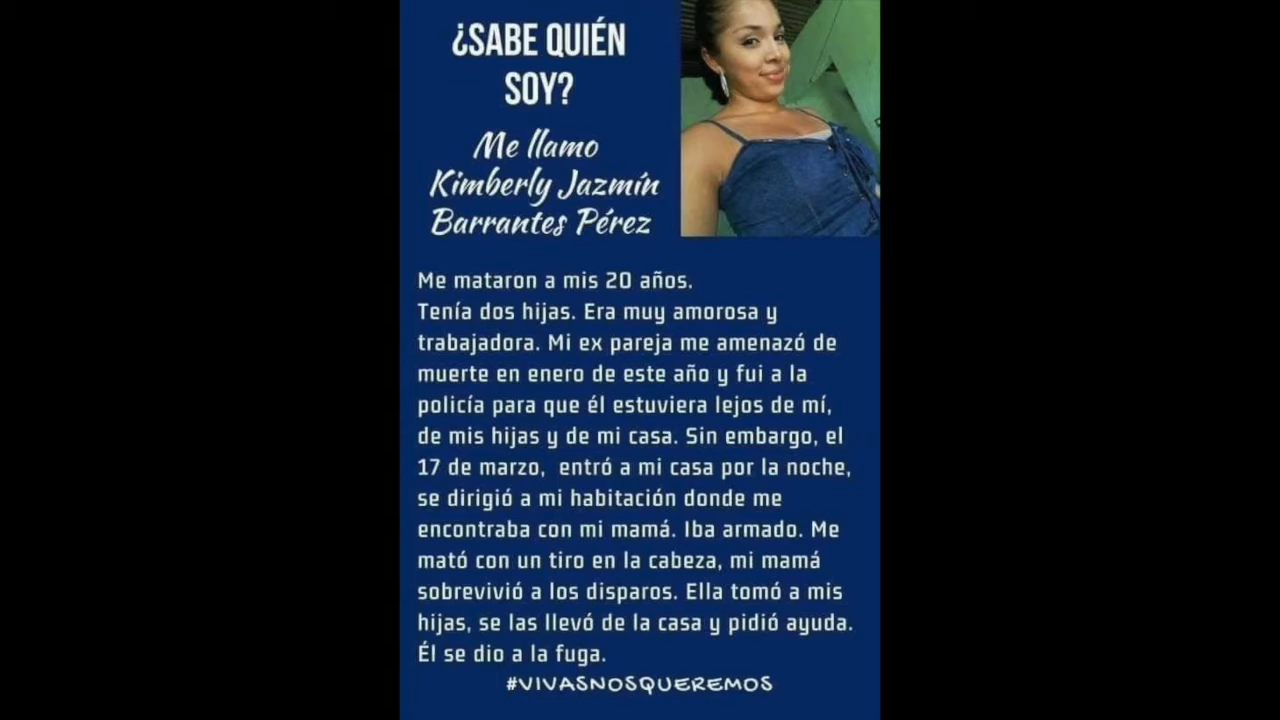 ¿SABE QUIÉN
SOY?
Me llamo
Kimberly Jazmín
Barrantes Pérez
Me mataron a mis 20 años.
Tenía dos hijas. Era muy amorosa y
trabajadora. Mi ex pareja me amenazó de
muerte en enero de este año y fui a la
policía para que él estuviera lejos de mí,
de mis hijas y de mi casa. Sin embargo, el
17 de marzo, entró a mi casa por la noche,
se dirigió a mi habitación donde me
encontraba con mi mamá. Iba armado. Me
mató con un tiro en la cabeza, mi mamá
sobrevivió a los disparos. Ella tomó a mis
hijas, se las llevó de la casa y pidió ayuda.
Él se dio a la fuga.
#VIVASNOSQUEREMOS